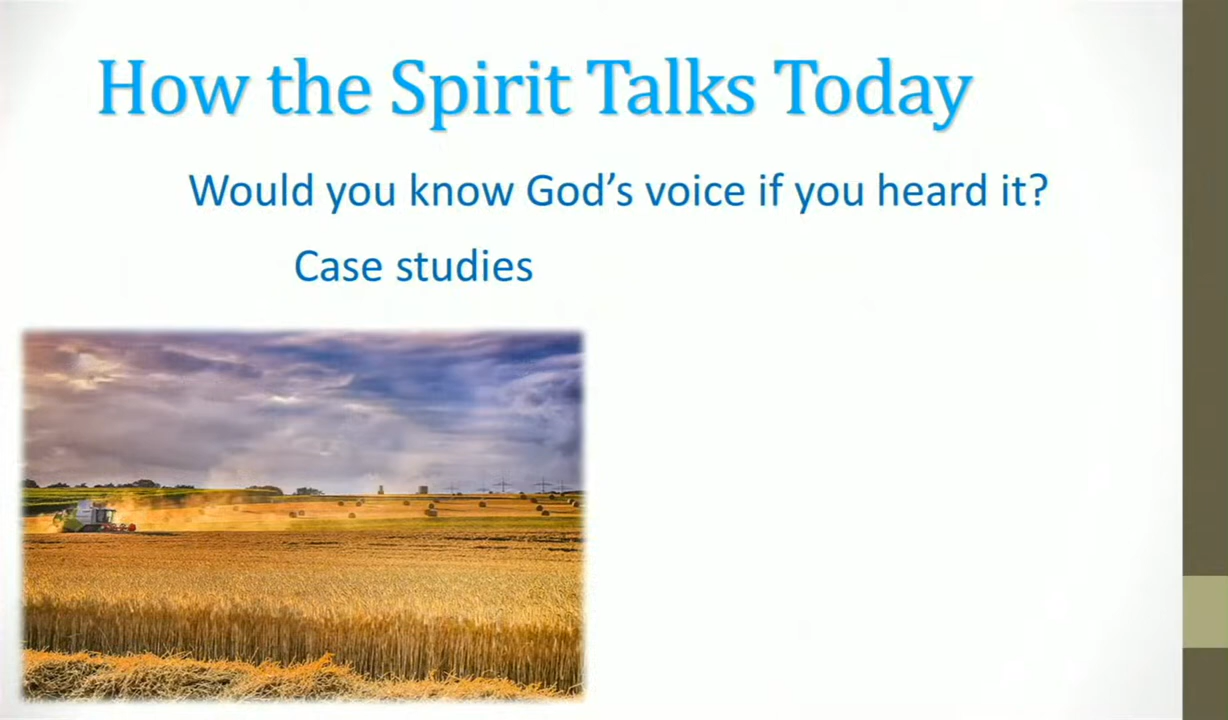 How the Spirit Talks Today
Would you know God’s voice if you heard it?
Case studies